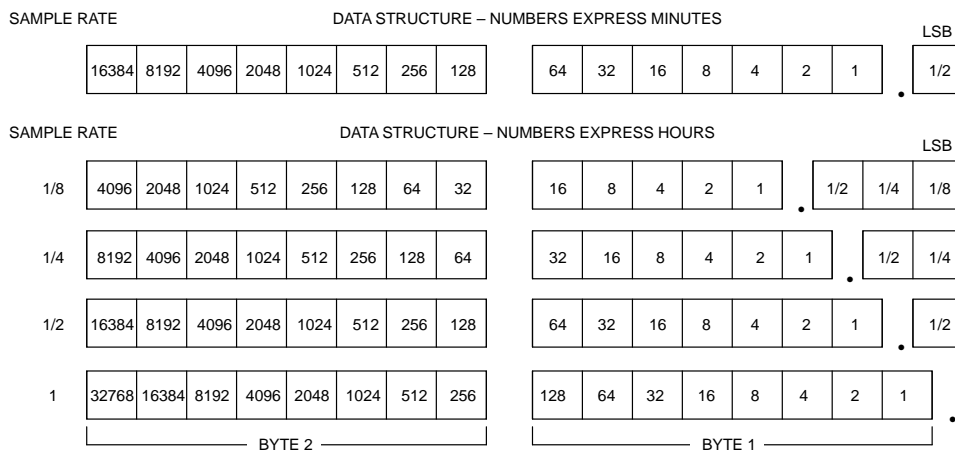 SAMPLE RATE DATA STRUCTURE – NUMBERS EXPRESS MINUTES
LSB
16384 8192 4096 2048 1024 512 256 128 64 32 16 8 4 2 1 . 1/2
SAMPLE RATE DATA STRUCTURE – NUMBERS EXPRESS HOURS
LSB
1/8 4096 2048 1024 512 256 128 64 32 16 8 4 2 1 . 1/2 1/4 1/8
1/4 8192 4096 2048 1024 512 256 128 64 32 16 8 4 2 1 . 1/2 1/4
1/2 16384 8192 4096 2048 1024 512 256 128 64 32 16 8 4 2 1 . 1/2
1 32768 16384 8192 4096 2048 1024 512 256 128 64 32 16 8 4 2 1 .
BYTE 2 BYTE 1